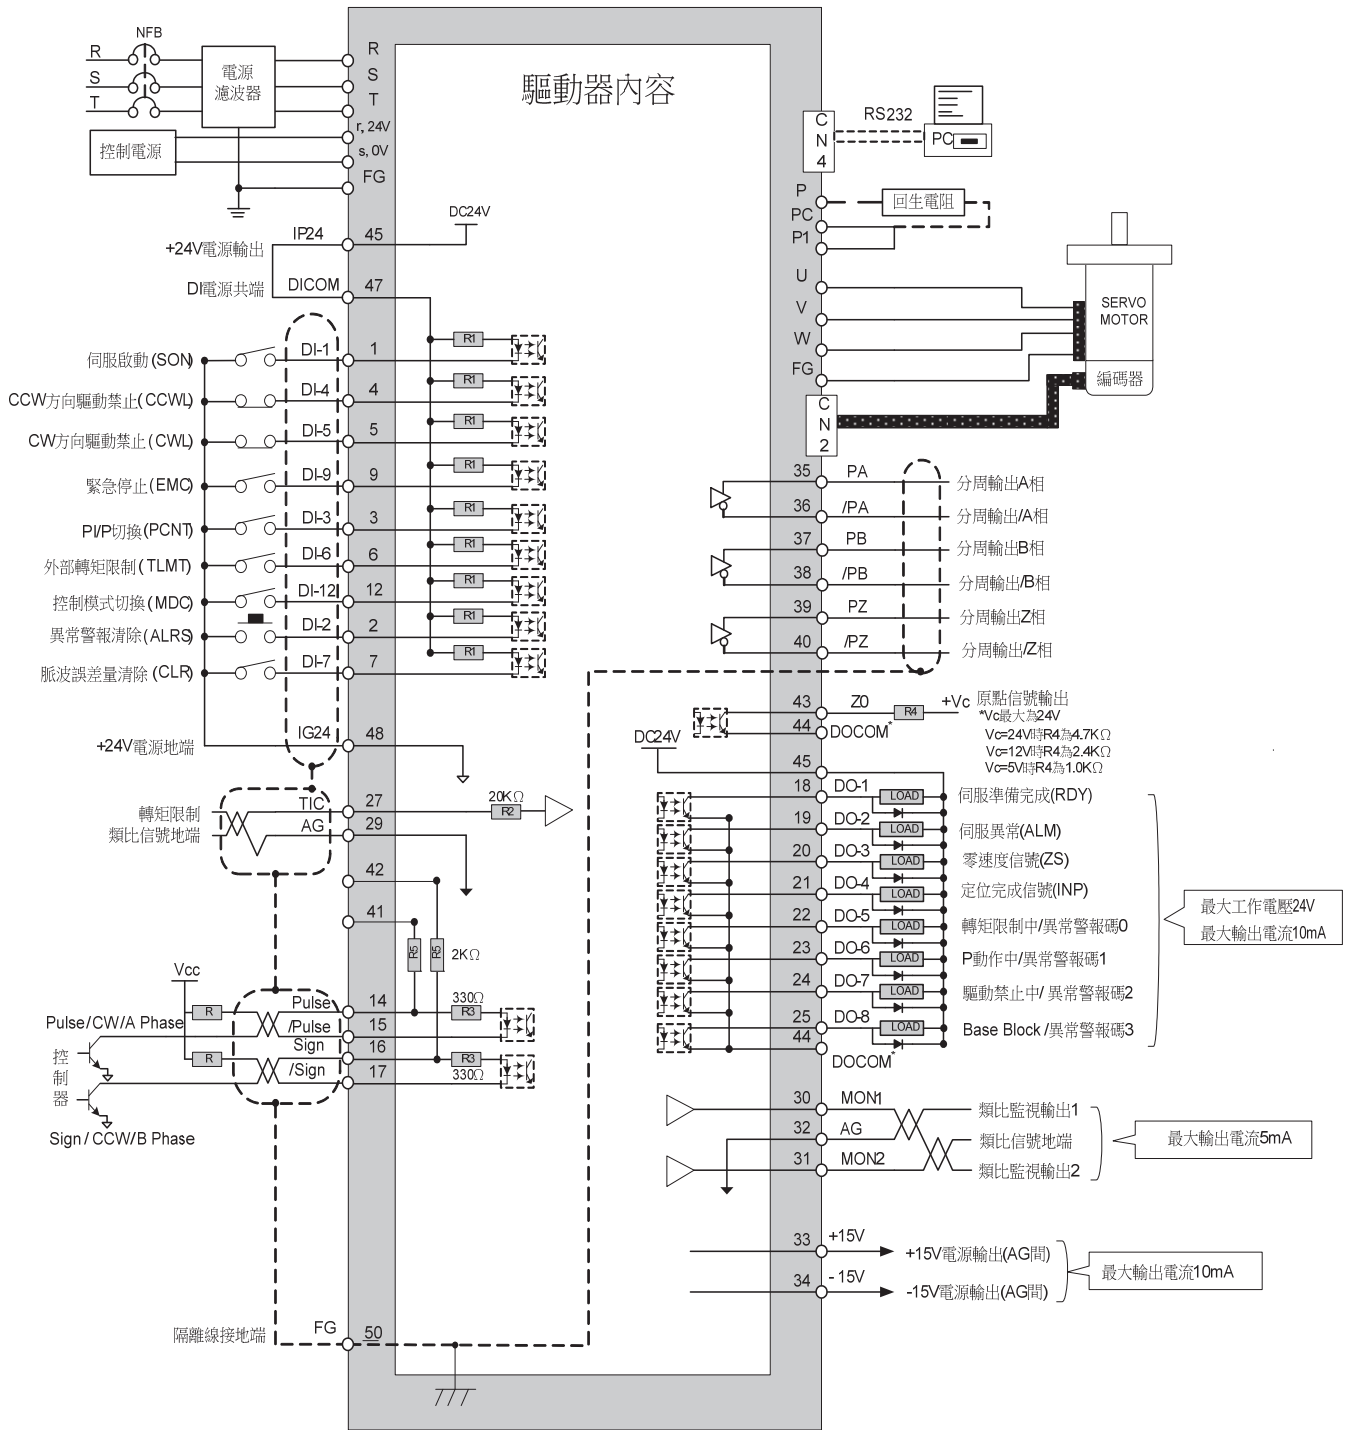 驅動器內容
NFB
R
S
T
電源
濾波器
控制電源
R
S
T
r, 24V
s, 0V
FG
DC24V
+24V電源輸出
IP24
45
DI電源共端
DICOM
47
伺服啟動(SON)
DI-1
1
R1
CCW方向驅動禁止(CCWL)
DI-4
4
R1
CW方向驅動禁止(CWL)
DI-5
5
R1
緊急停止(EMC)
DI-9
9
R1
PI/P切換(PCNT)
DI-3
3
R1
外部轉矩限制(TLMT)
DI-6
6
R1
控制模式切換(MDC)
DI-12
12
R1
異常警報清除(ALRS)
DI-2
2
R1
脈波誤差量清除(CLR)
DI-7
7
R1
+24V電源地端
IG24
48
轉矩限制
TIC
27
20KΩ
R2
類比信號地端
AG
29
42
41
R5
R5
2KΩ
Vcc
R
Pulse
14
330Ω
R3
Pulse/CW/A Phase
/Pulse
15
Sign
16
R
R3
控
制
器
/Sign
17
330Ω
Sign/CCW/B Phase
隔離線接地端
FG
50
C
N
4
RS232
PC
P
PC
P1
回生電阻
U
V
W
FG
SERVO
MOTOR
編碼器
C
N
2
35
PA
分周輸出A相
36
/PA
分周輸出/A相
37
PB
分周輸出B相
38
/PB
分周輸出/B相
39
PZ
分周輸出Z相
40
/PZ
分周輸出/Z相
43
Z0
R4
+Vc
原點信號輸出
*Vc最大為24V
Vc=24V時R4為4.7KΩ
Vc=12V時R4為2.4KΩ
Vc=5V時R4為1.0KΩ
44
DOCOM*
DC24V
45
18
DO-1
LOAD
伺服準備完成(RDY)
19
DO-2
LOAD
伺服異常(ALM)
20
DO-3
LOAD
零速度信號(ZS)
21
DO-4
LOAD
定位完成信號(INP)
22
DO-5
LOAD
轉矩限制中/異常警報碼0
23
DO-6
LOAD
P動作中/異常警報碼1
24
DO-7
LOAD
驅動禁止中/ 異常警報碼2
25
DO-8
LOAD
Base Block /異常警報碼3
44
DOCOM*
最大工作電壓24V
最大輸出電流10mA
30
MON1
類比監視輸出1
32
AG
類比信號地端
31
MON2
類比監視輸出2
最大輸出電流5mA
33
+15V
+15V電源輸出(AG間)
34
- 15V
-15V電源輸出(AG間)
最大輸出電流10mA